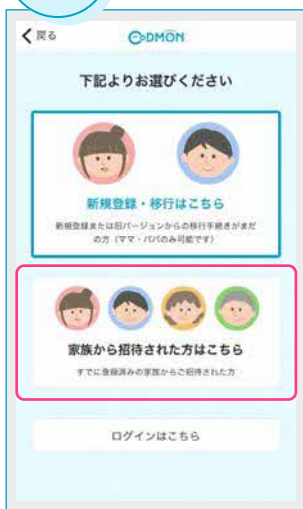 戻る
CODMON
下記よりお選びください
新規登録・移行はこちら
新規登録または旧バージョンからの移行手続きがまだ
の方(ママ・パパのみ可能です)
家族から招待された方はこちら
すでに登録済みの家族からご招待された方
ログインはこちら